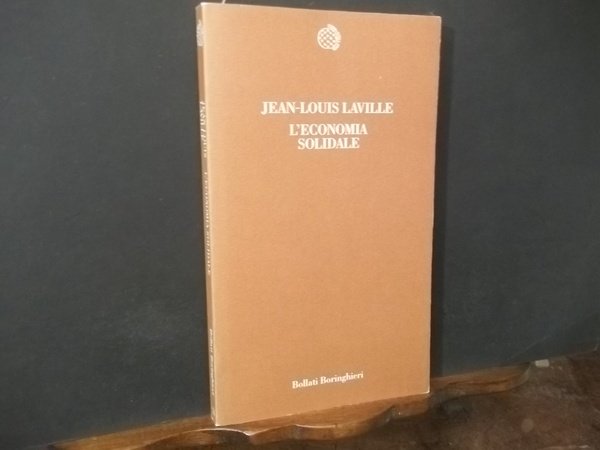 JEAN-LOUIS LAVILLE
L'ECONOMIA
SOLIDALE
Bollati Boringhieri